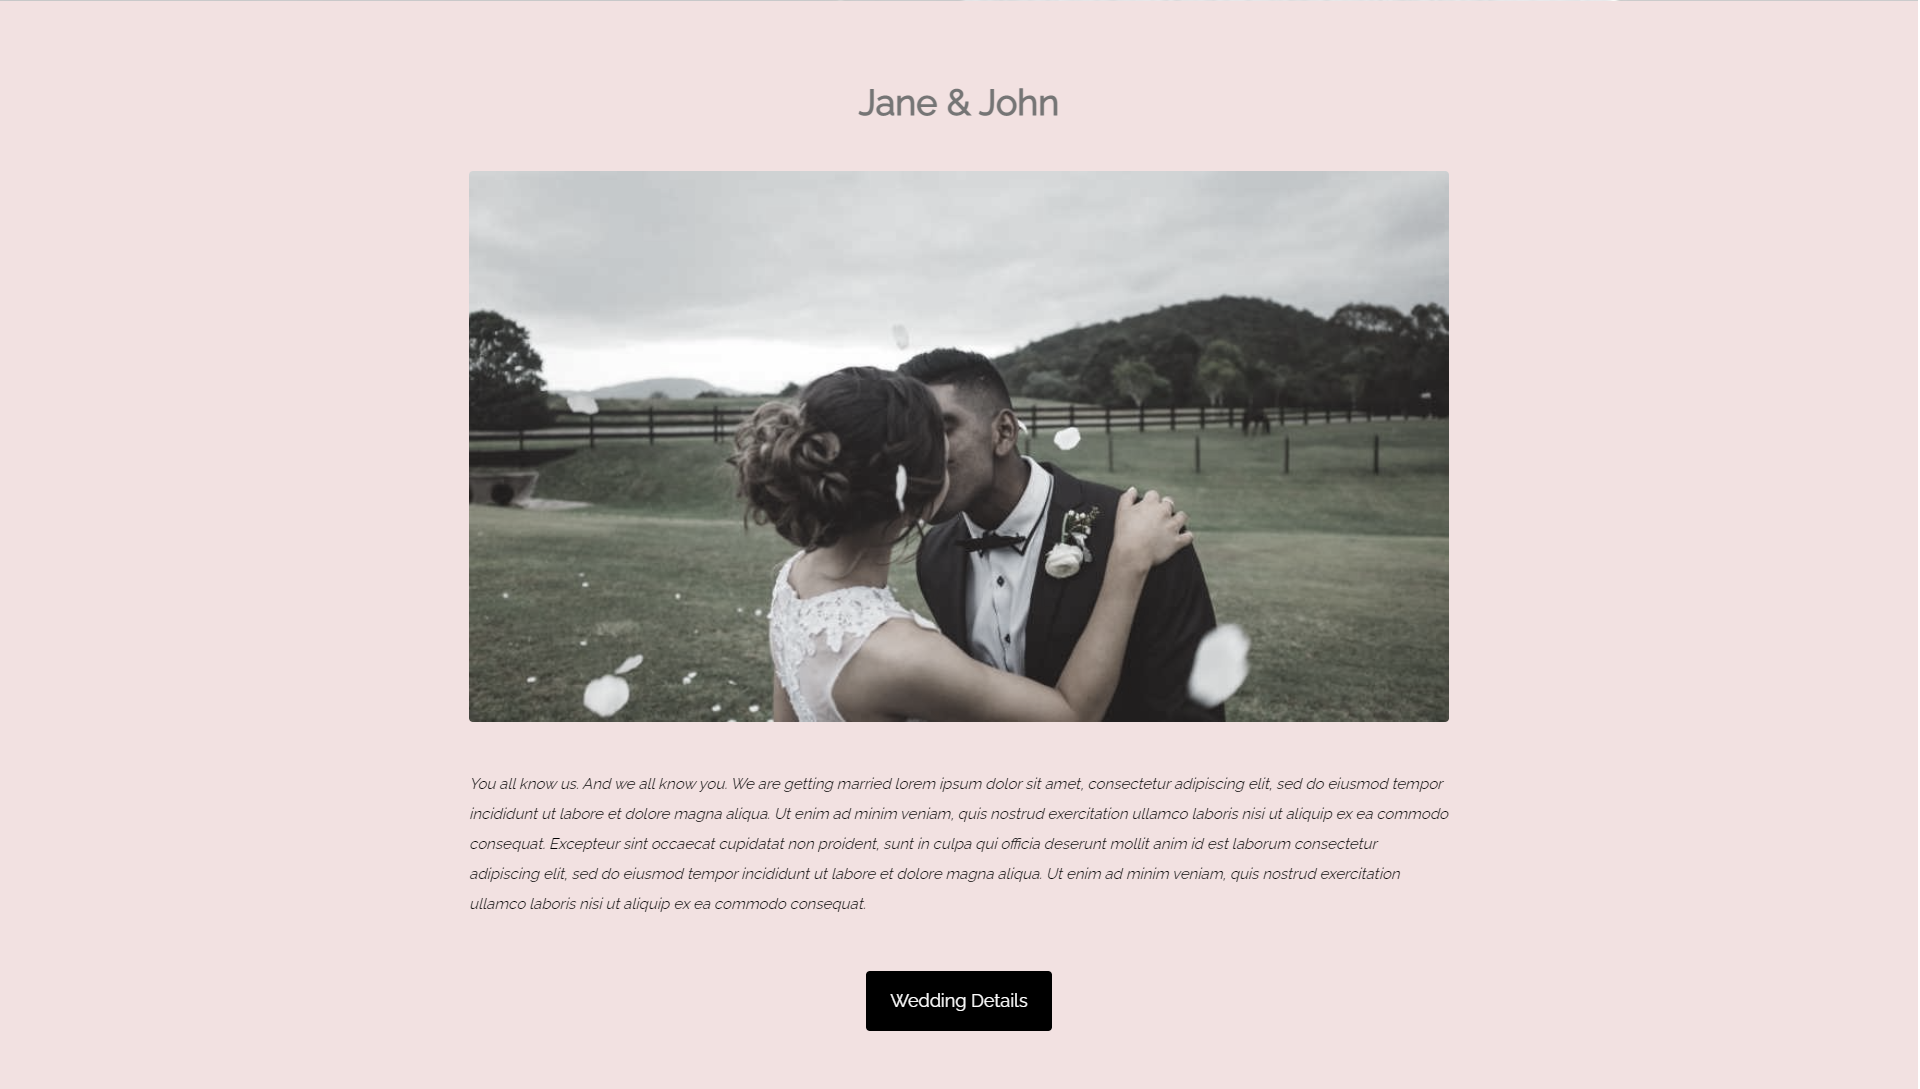 Jane & John
You all know us. And we all know you. We are getting married lorem ipsum dolor sit amet, consectetur adipiscing elit, sed do eiusmod tempor
incididunt ut labore et dolore magna aliqua. Ut enim ad minim veniam, quis nostrud exercitation ullamco laboris nisi ut aliquip ex ea commodo
consequat. Excepteur sint occaecat cupidatat non proident, sunt in culpa qui officia deserunt mollit anim id est laborum consectetur
adipiscing elit, sed do eiusmod tempor incididunt ut labore et dolore magna aliqua. Ut enim ad minim veniam, quis nostrud exercitation
ullamco laboris nisi ut aliquip ex ea commodo consequat.
Wedding Details